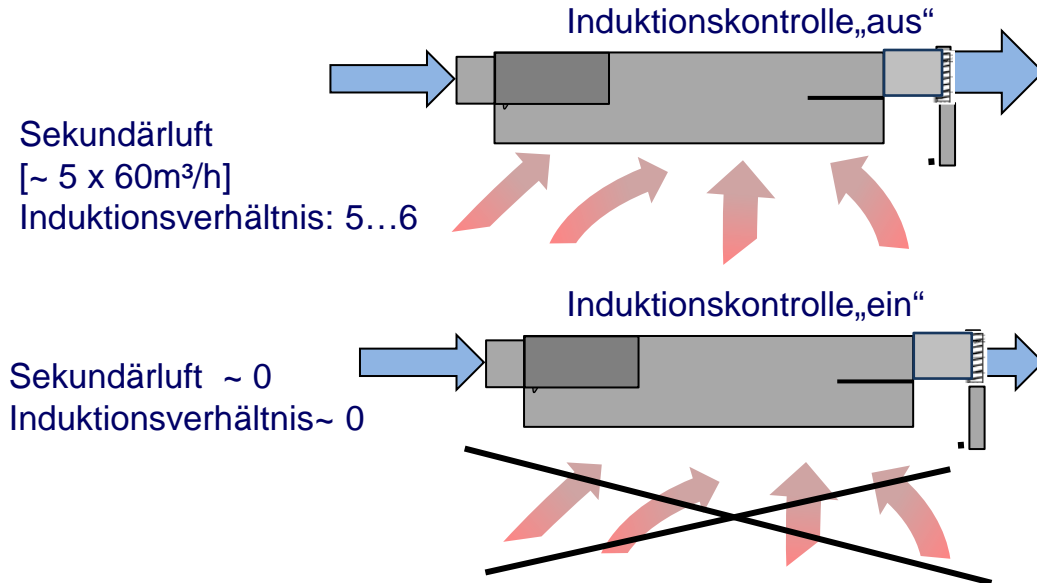 Induktionskontrolle„aus“
Sekundärluft
[~ 5 x 60m³/h]
Induktionsverhältnis: 5…6
Induktionskontrolle„ein“
Sekundärluft ~ 0
Induktionsverhältnis~ 0